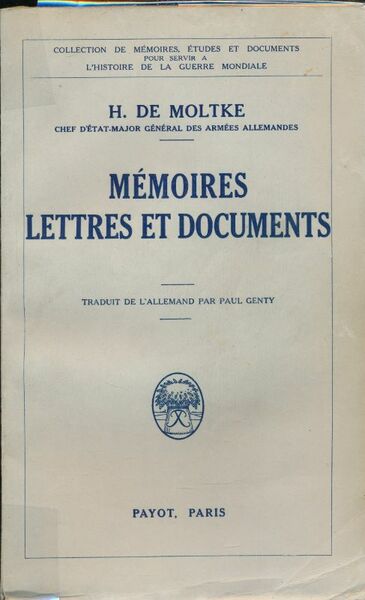 COLLECTION DE MÉMOIRES, ÉTUDES ET DOCUMENTS
POUR SERVIR A
L'HISTOIRE DE LA GUERRE MONDIALE
H. DE MOLTKE
CHEF D'ÉTAT-MAJOR GÉNÉRAL DES ARMÉES ALLEMANDES
MÉMOIRES
LETTRES ET DOCUMENTS
TRADUIT DE L'ALLEMAND PAR PAUL GENTY
PAYOT, PARIS